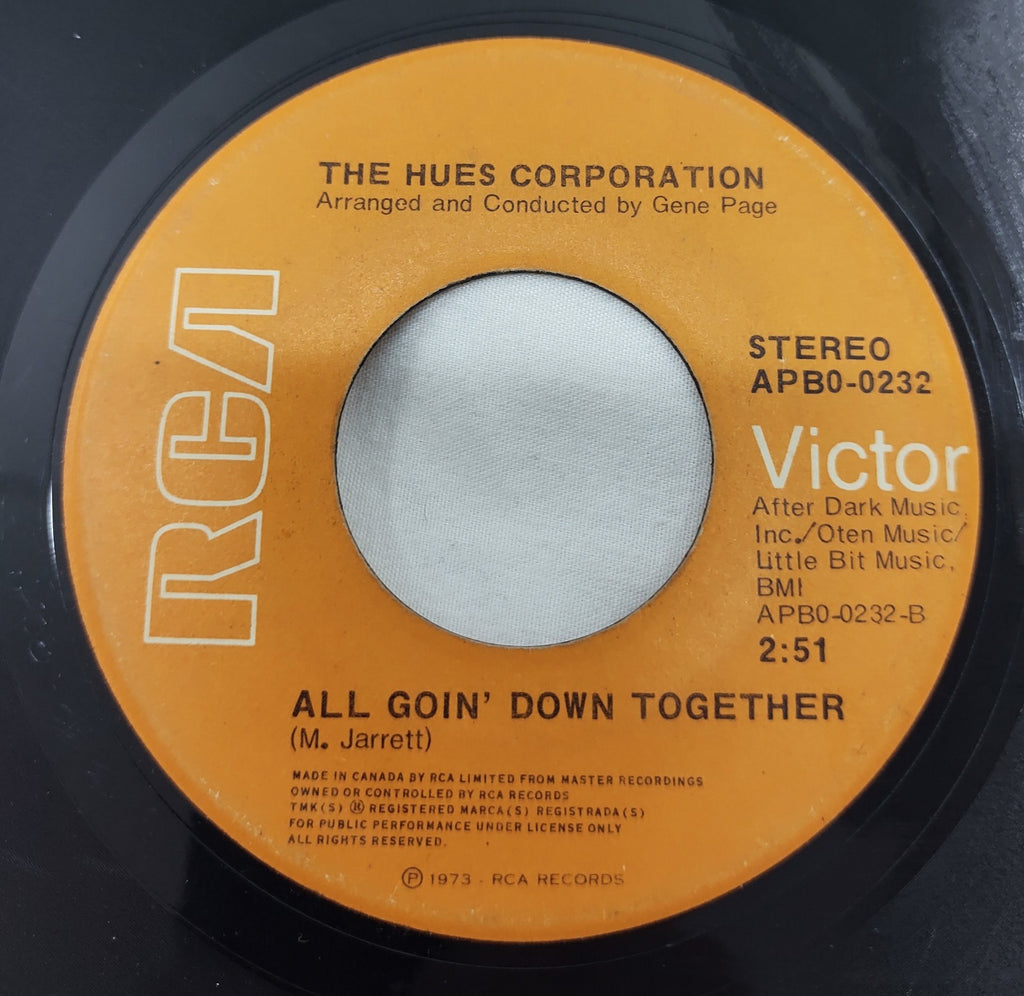 THE HUES CORPORATION
Arranged and Conducted by Gene Page
RCA
STEREO
APBO-0232
Victor
After Dark Music,
Inc./Oten Music/
Little Bit Music,
BMI
APBO-0232-B
2:51
ALL GOIN' DOWN TOGETHER
(M. Jarrett)
MADE IN CANADA BY RCA LIMITED FROM MASTER RECORDINGS
OWNED OR CONTROLLED BY RCA RECORDS
TMK(S) ® REGISTERED MARCA(S) REGISTRADA(S)
FOR PUBLIC PERFORMANCE UNDER LICENSE ONLY
ALL RIGHTS RESERVED.
℗ 1973 - RCA RECORDS